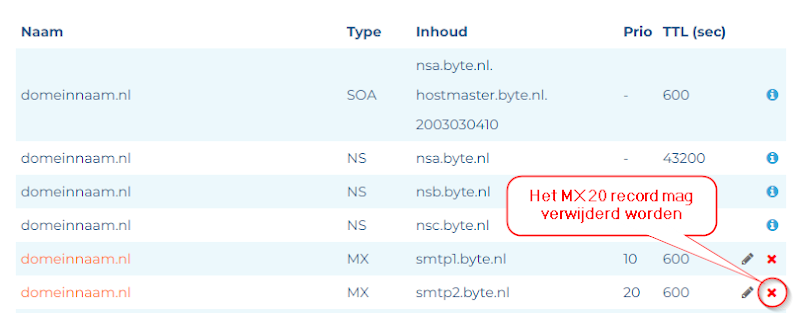 Naam Type Inhoud Prio TTL (sec)
nsa.byte.nl.
domeinnaam.nl SOA hostmaster.byte.nl. - 600
2003030410
domeinnaam.nl NS nsa.byte.nl - 43200
domeinnaam.nl NS nsb.byte.nl
domeinnaam.nl NS nsc.byte.nl
Het MX20 record mag
verwijderd worden
domeinnaam.nl MX smtp1.byte.nl 10 600
domeinnaam.nl MX smtp2.byte.nl 20 600